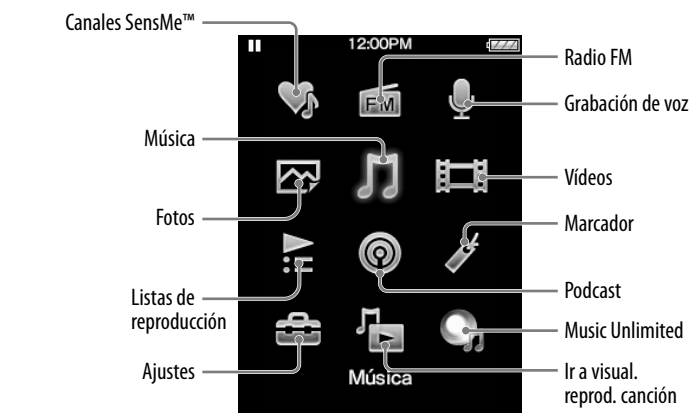 Canales SensMe™
12:00PM
Radio FM
FM
Grabación de voz
Música
Vídeos
Fotos
Marcador
Listas de
reproducción
Podcast
Music Unlimited
Ajustes
Música
Ir a visual.
reprod. canción